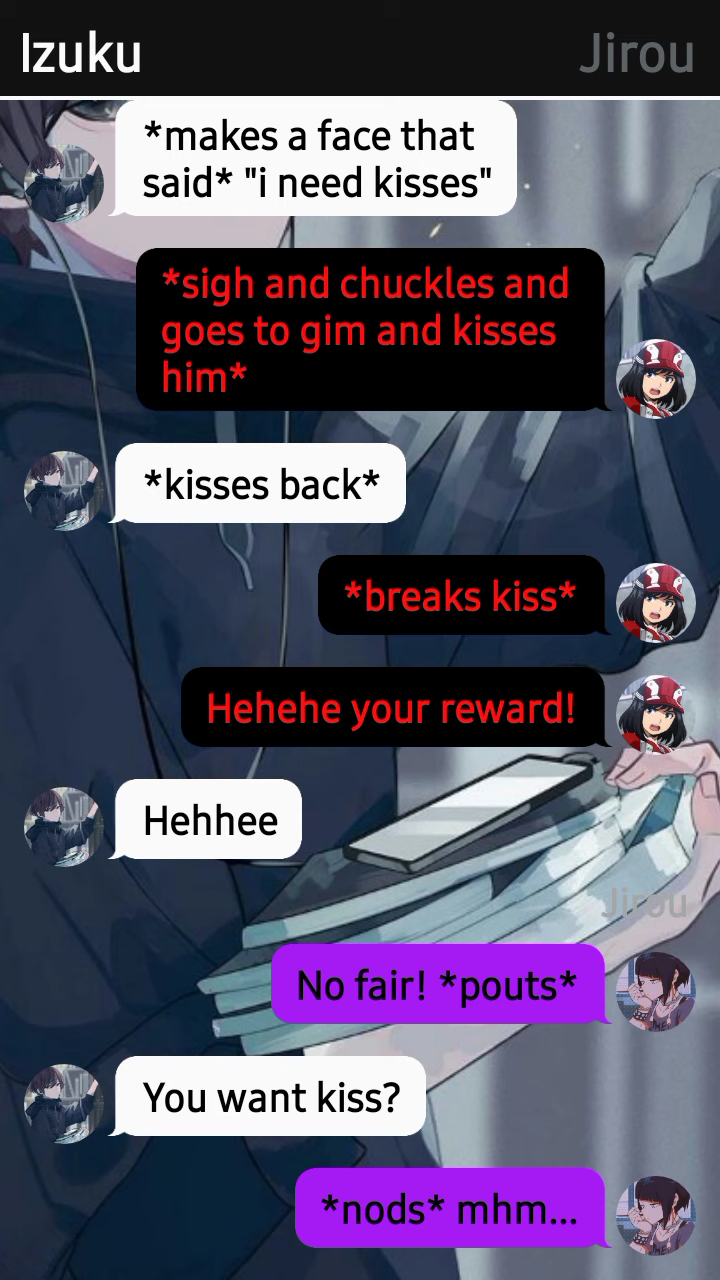 Izuku
Jirou
*makes a face that
said* "i need kisses"
*sigh and chuckles and
goes to gim and kisses
him*
*kisses back*
*breaks kiss*
Hehehe your reward!
Hehhee
Jirou
No fair! *pouts*
You want kiss?
*nods* mhm...